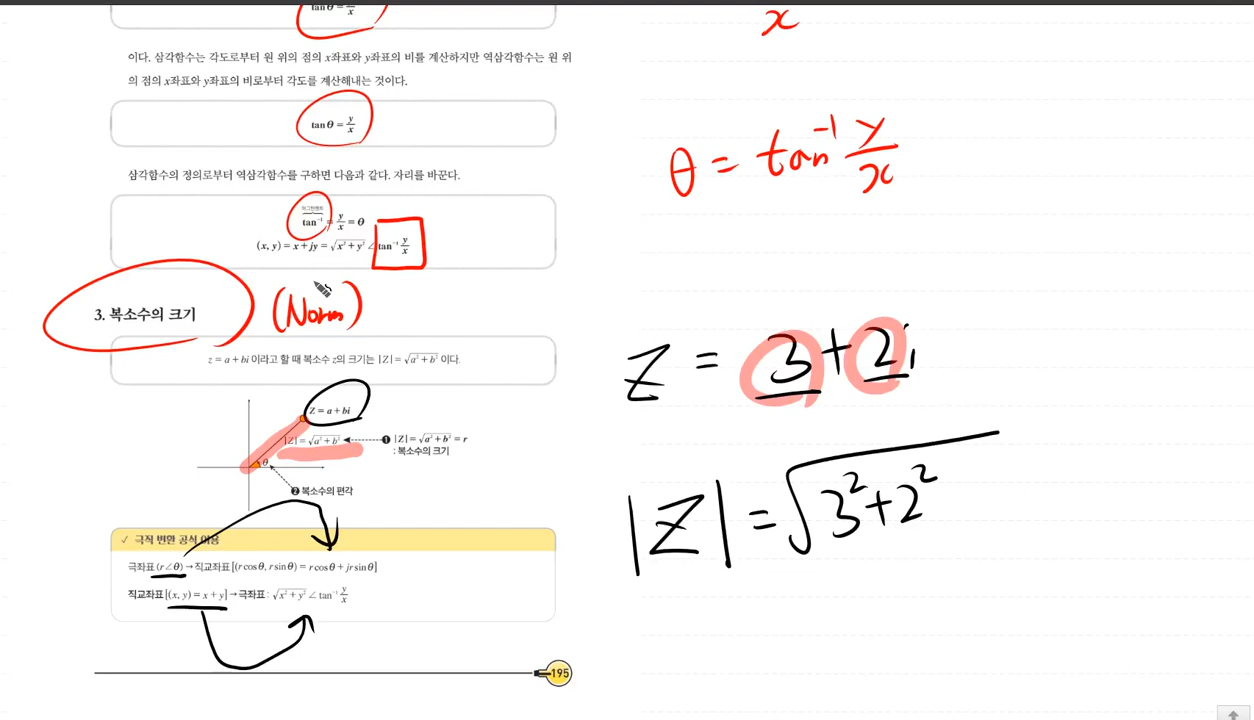 tan θ = y/x
이다. 삼각함수는 각도로부터 원 위의 점의 x좌표와 y좌표의 비를 계산하지만 역삼각함수는 원 위
의 점의 x좌표와 y좌표의 비로부터 각도를 계산해내는 것이다.
tan θ = y/x
삼각함수의 정의로부터 역삼각함수를 구하면 다음과 같다. 자리를 바꾼다.
tan⁻¹ = y/x = θ
(x, y) = x + jy = √(x² + y²) ∠ tan⁻¹ y/x
3. 복소수의 크기 (Norm)
z = a + bi 이라고 할 때 복소수 z의 크기는 |Z| = √(a² + b²) 이다.
Z = a + bi
|Z| = √(a² + b²)
❶ |Z| = √(a² + b²) = r
: 복소수의 크기
θ
❷ 복소수의 편각
✓ 극직 변환 공식 이용
극좌표 (r∠θ) → 직교좌표 [(r cos θ, r sin θ) = r cos θ + jr sin θ]
직교좌표 [(x, y) = x + y] → 극좌표 : √(x² + y²) ∠ tan⁻¹ y/x
195
x
θ = tan⁻¹ y/x
Z = 3 + 2i
|Z| = √(3² + 2²)